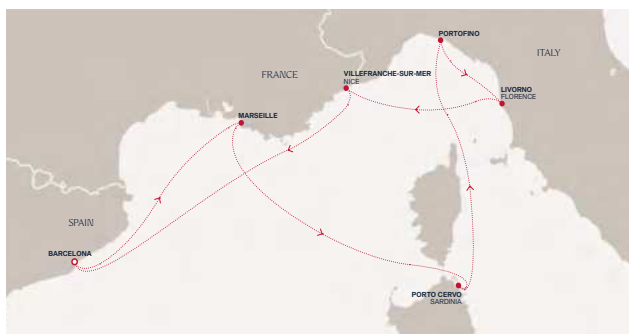 PORTOFINO
ITALY
FRANCE
VILLEFRANCHE-SUR-MER
NICE
LIVORNO
FLORENCE
MARSEILLE
SPAIN
BARCELONA
PORTO CERVO
SARDINIA